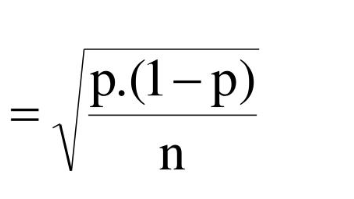 = √(p.(1 – p) / n)